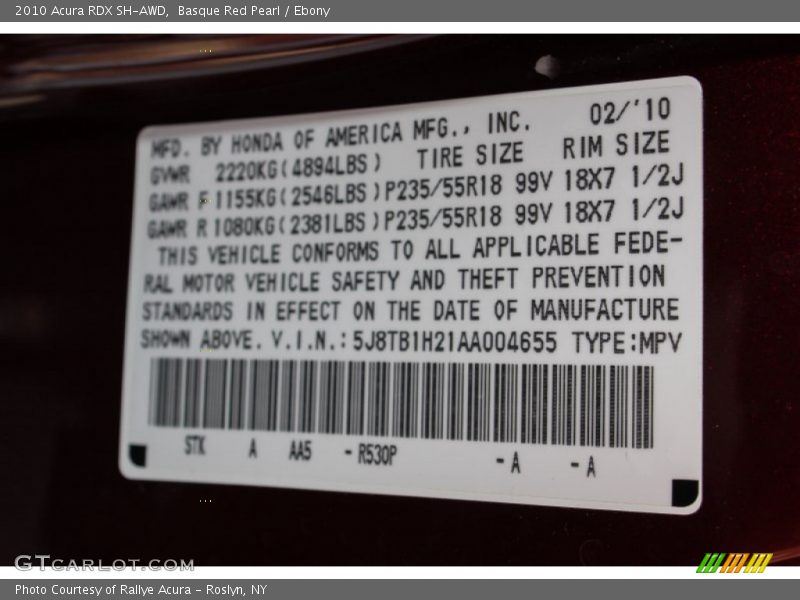 2010 Acura RDX SH-AWD,  Basque Red Pearl / Ebony
MFD. BY HONDA OF AMERICA MFG., INC. 02/'10
GVWR 2220KG(4894LBS) TIRE SIZE RIM SIZE
GAWR F 1155KG(2546LBS)P235/55R18 99V 18X7 1/2J
GAWR R 1080KG(2381LBS)P235/55R18 99V 18X7 1/2J
THIS VEHICLE CONFORMS TO ALL APPLICABLE FEDE-
RAL MOTOR VEHICLE SAFETY AND THEFT PREVENTION
STANDARDS IN EFFECT ON THE DATE OF MANUFACTURE
SHOWN ABOVE. V.I.N.:5J8TB1H21AA004655 TYPE:MPV
STK A AA5 -R530P -A -A
GTCARLOT.COM
Photo Courtesy of Rallye Acura - Roslyn, NY